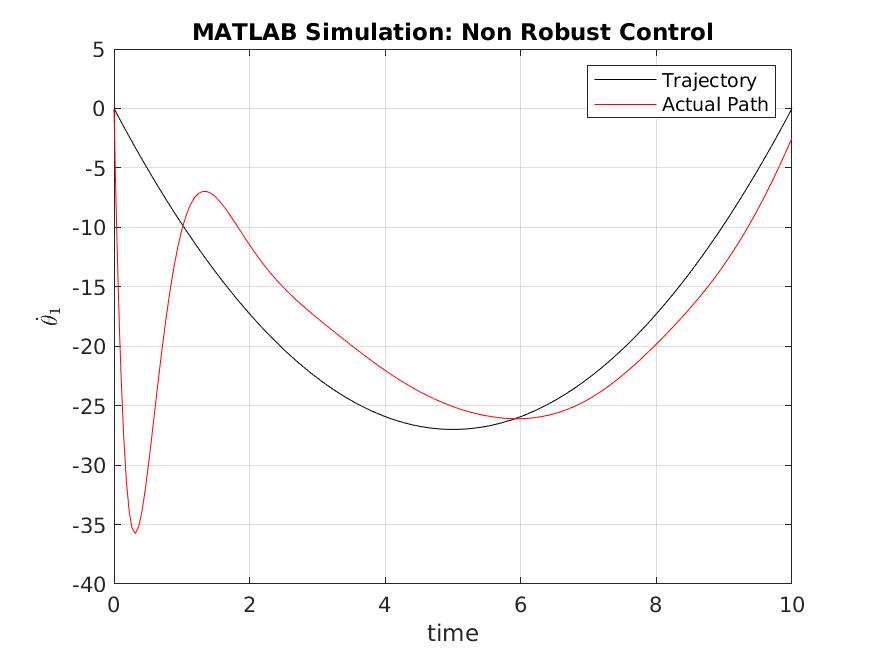 MATLAB Simulation: Non Robust Control
5
0
-5
-10
-15
-20
-25
-30
-35
-40
Trajectory
Actual Path
θ̇₁
0 2 4 6 8 10
time